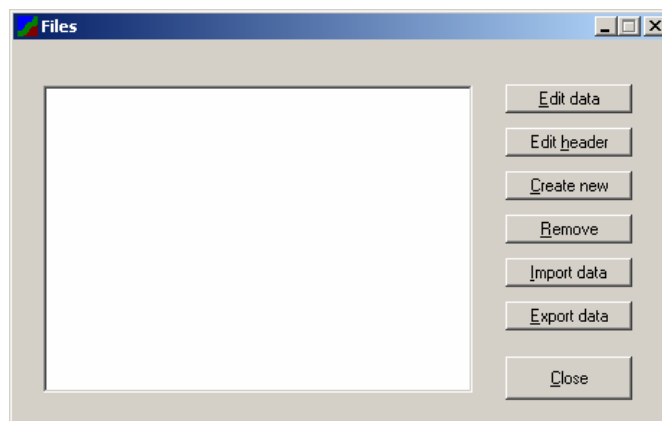 Files
Edit data
Edit header
Create new
Remove
Import data
Export data
Close